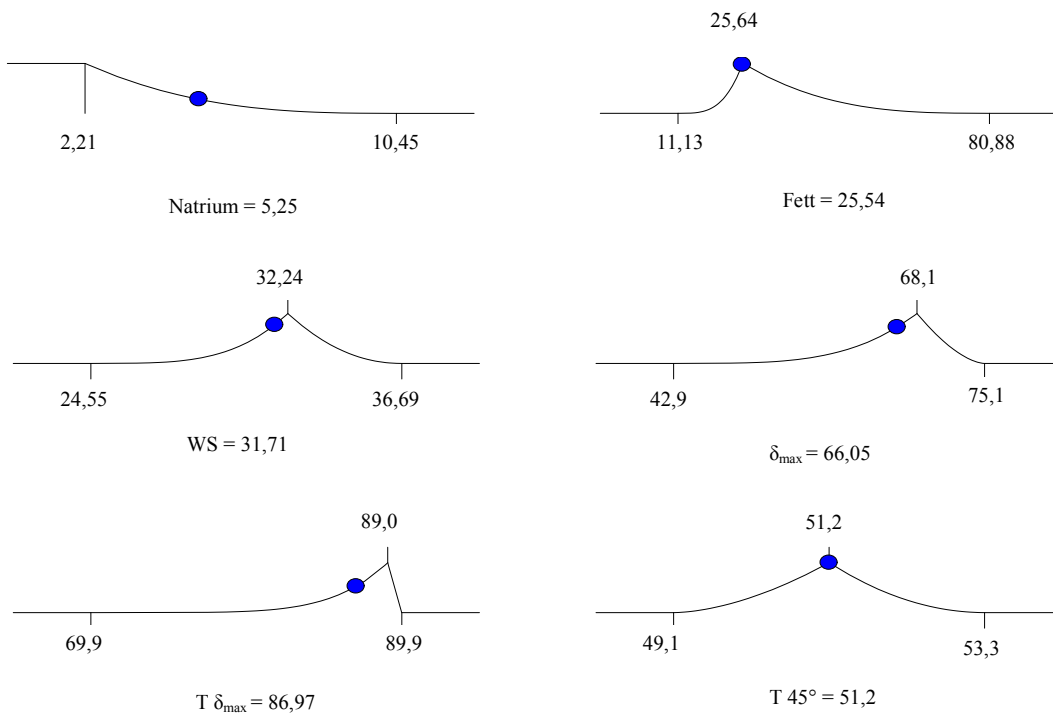 25,64
2,21 10,45 11,13 80,88
Natrium = 5,25 Fett = 25,54
32,24 68,1
24,55 36,69 42,9 75,1
WS = 31,71 δmax = 66,05
89,0 51,2
69,9 89,9 49,1 53,3
T δmax = 86,97 T 45° = 51,2